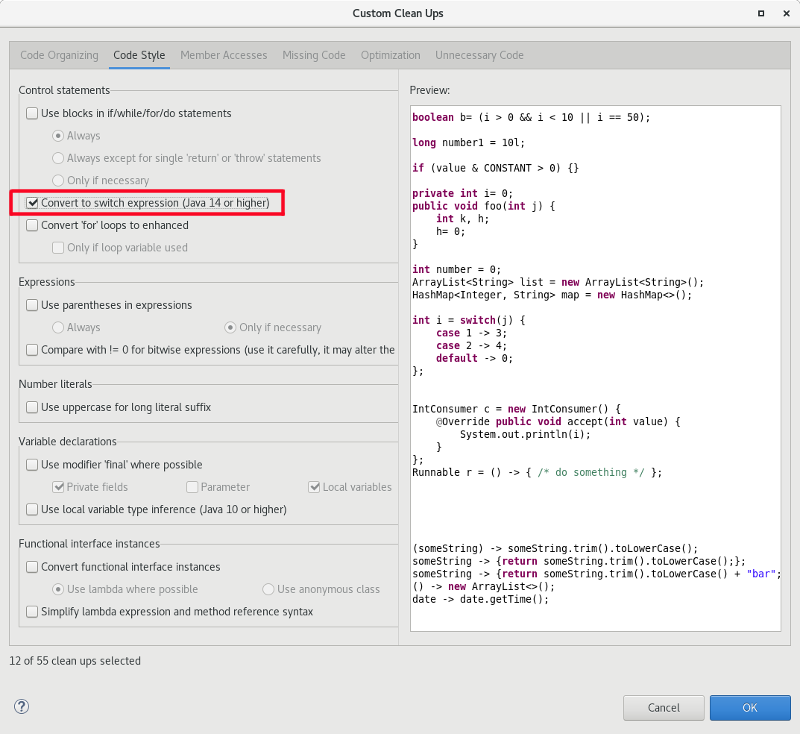 Custom Clean Ups
Code Organizing Code Style Member Accesses Missing Code Optimization Unnecessary Code
Control statements
Use blocks in if/while/for/do statements
Always
Always except for single 'return' or 'throw' statements
Only if necessary
Convert to switch expression (Java 14 or higher)
Convert 'for' loops to enhanced
Only if loop variable used
Expressions
Use parentheses in expressions
Always Only if necessary
Compare with != 0 for bitwise expressions (use it carefully, it may alter the
Number literals
Use uppercase for long literal suffix
Variable declarations
Use modifier 'final' where possible
Private fields Parameter Local variables
Use local variable type inference (Java 10 or higher)
Functional interface instances
Convert functional interface instances
Use lambda where possible Use anonymous class
Simplify lambda expression and method reference syntax
Preview:
boolean b= (i > 0 && i < 10 || i == 50);
long number1 = 10l;
if (value & CONSTANT > 0) {}
private int i= 0;
public void foo(int j) {
    int k, h;
    h= 0;
}
int number = 0;
ArrayList<String> list = new ArrayList<String>();
HashMap<Integer, String> map = new HashMap<>();
int i = switch(j) {
    case 1 -> 3;
    case 2 -> 4;
    default -> 0;
};
IntConsumer c = new IntConsumer() {
    @Override public void accept(int value) {
        System.out.println(i);
    }
};
Runnable r = () -> { /* do something */ };
(someString) -> someString.trim().toLowerCase();
someString -> {return someString.trim().toLowerCase();};
someString -> {return someString.trim().toLowerCase() + "bar";
() -> new ArrayList<>();
date -> date.getTime();
12 of 55 clean ups selected
? Cancel OK